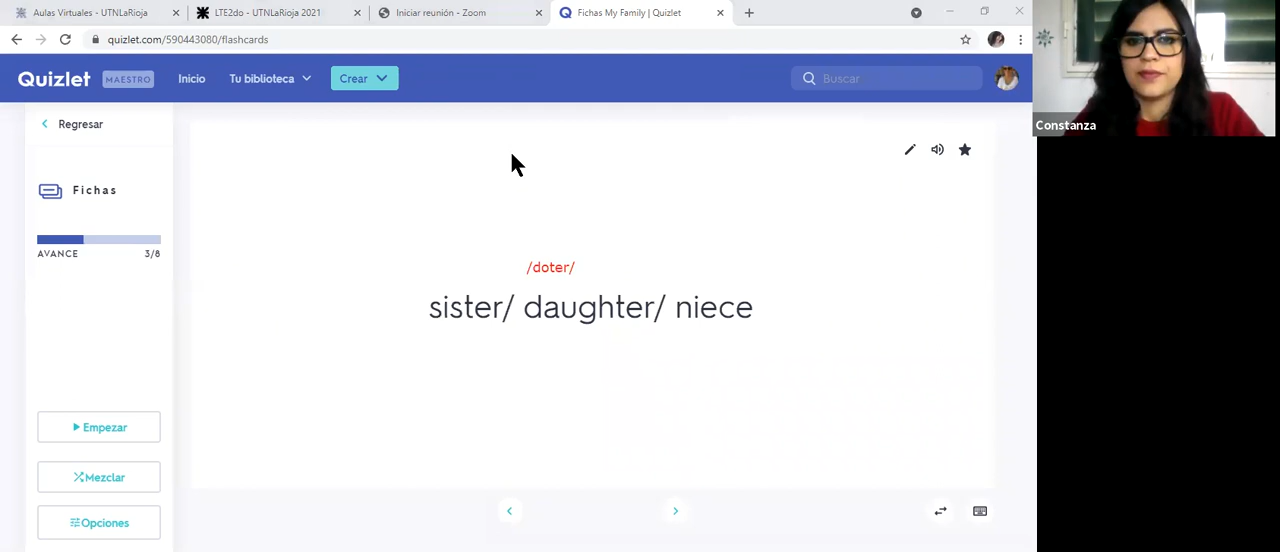 Aulas Virtuales - UTNLaRioja
LTE2do - UTNLaRioja 2021
Iniciar reunión - Zoom
Fichas My Family | Quizlet
quizlet.com/590443080/flashcards
Quizlet MAESTRO Inicio Tu biblioteca Crear Buscar
Constanza
Regresar
Fichas
AVANCE 3/8
/doter/
sister/ daughter/ niece
Empezar
Mezclar
Opciones